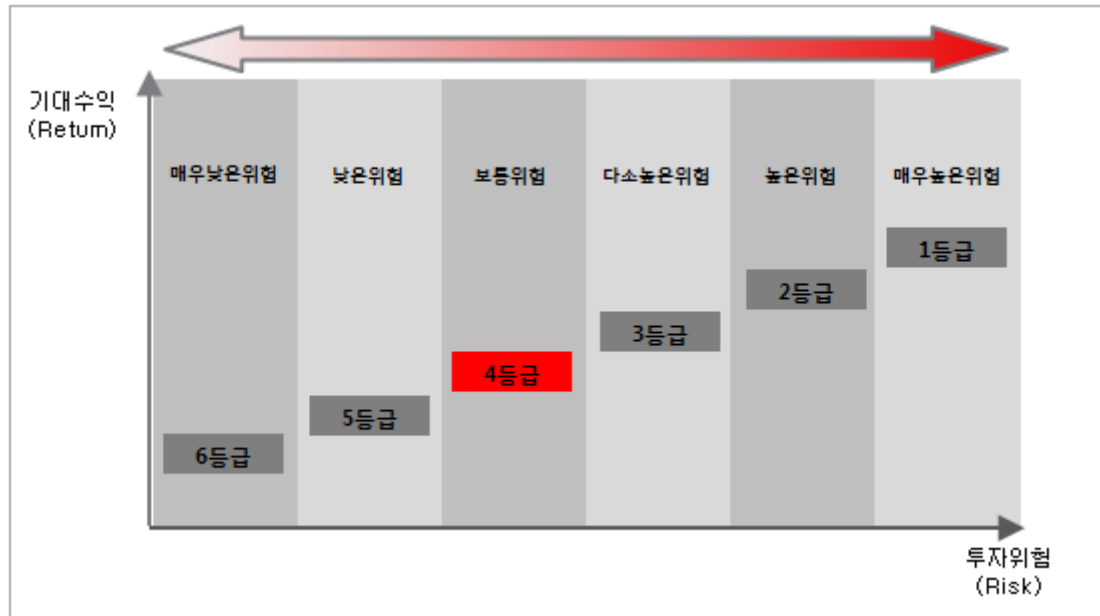 기대수익
(Return)
매우낮은위험
낮은위험
보통위험
다소높은위험
높은위험
매우높은위험
1등급
2등급
3등급
4등급
5등급
6등급
투자위험
(Risk)